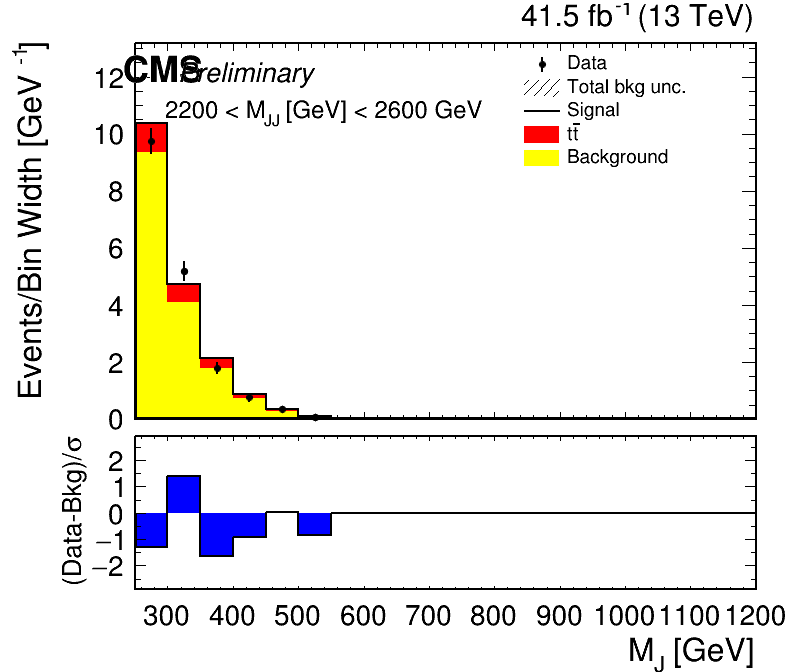 41.5 fb-1 (13 TeV)
CMS Preliminary
2200 < MJJ [GeV] < 2600 GeV
Data
Total bkg unc.
Signal
tt̄
Background
Events/Bin Width [GeV-1]
12
10
8
6
4
2
0
(Data-Bkg)/σ
2
1
0
−1
−2
300 400 500 600 700 800 900 1000 1100 1200
MJ [GeV]